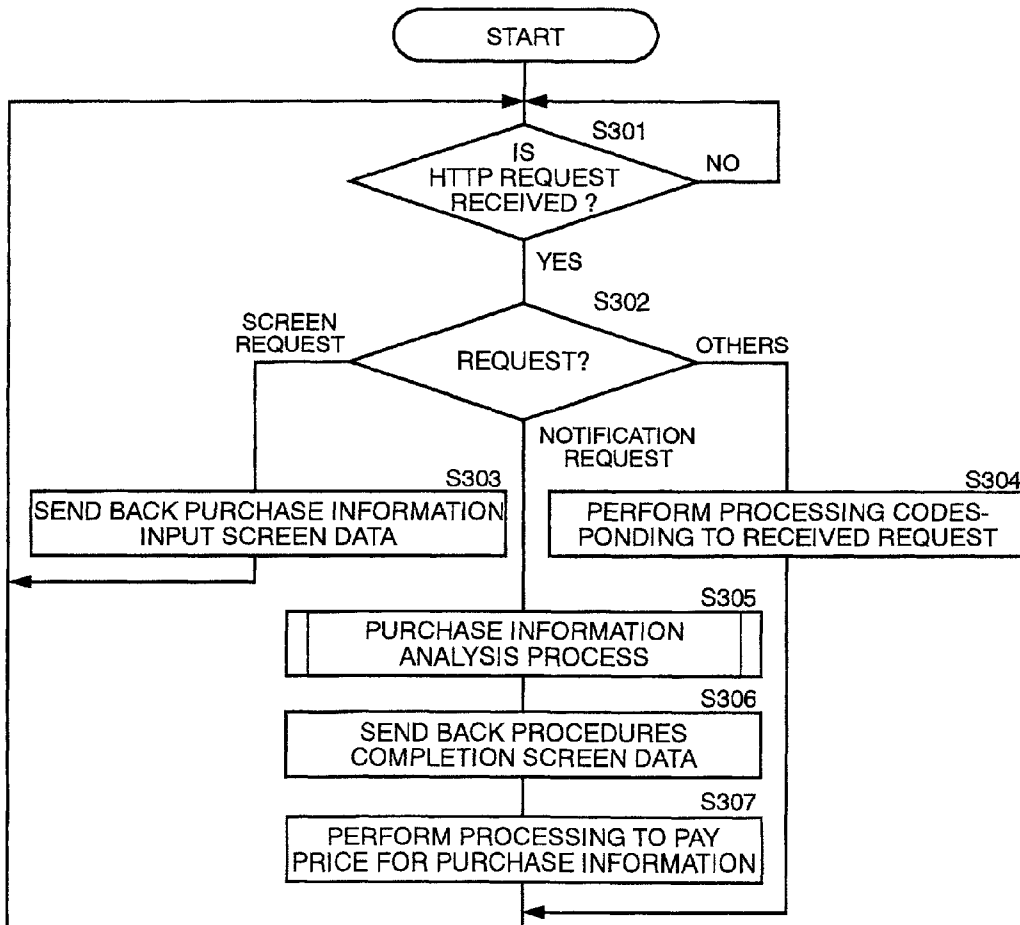 START
S301
IS
HTTP REQUEST
RECEIVED ?
NO
YES
S302
SCREEN
REQUEST
REQUEST?
OTHERS
NOTIFICATION
REQUEST
S303
SEND BACK PURCHASE INFORMATION
INPUT SCREEN DATA
S304
PERFORM PROCESSING CODES-
PONDING TO RECEIVED REQUEST
S305
PURCHASE INFORMATION
ANALYSIS PROCESS
S306
SEND BACK PROCEDURES
COMPLETION SCREEN DATA
S307
PERFORM PROCESSING TO PAY
PRICE FOR PURCHASE INFORMATION